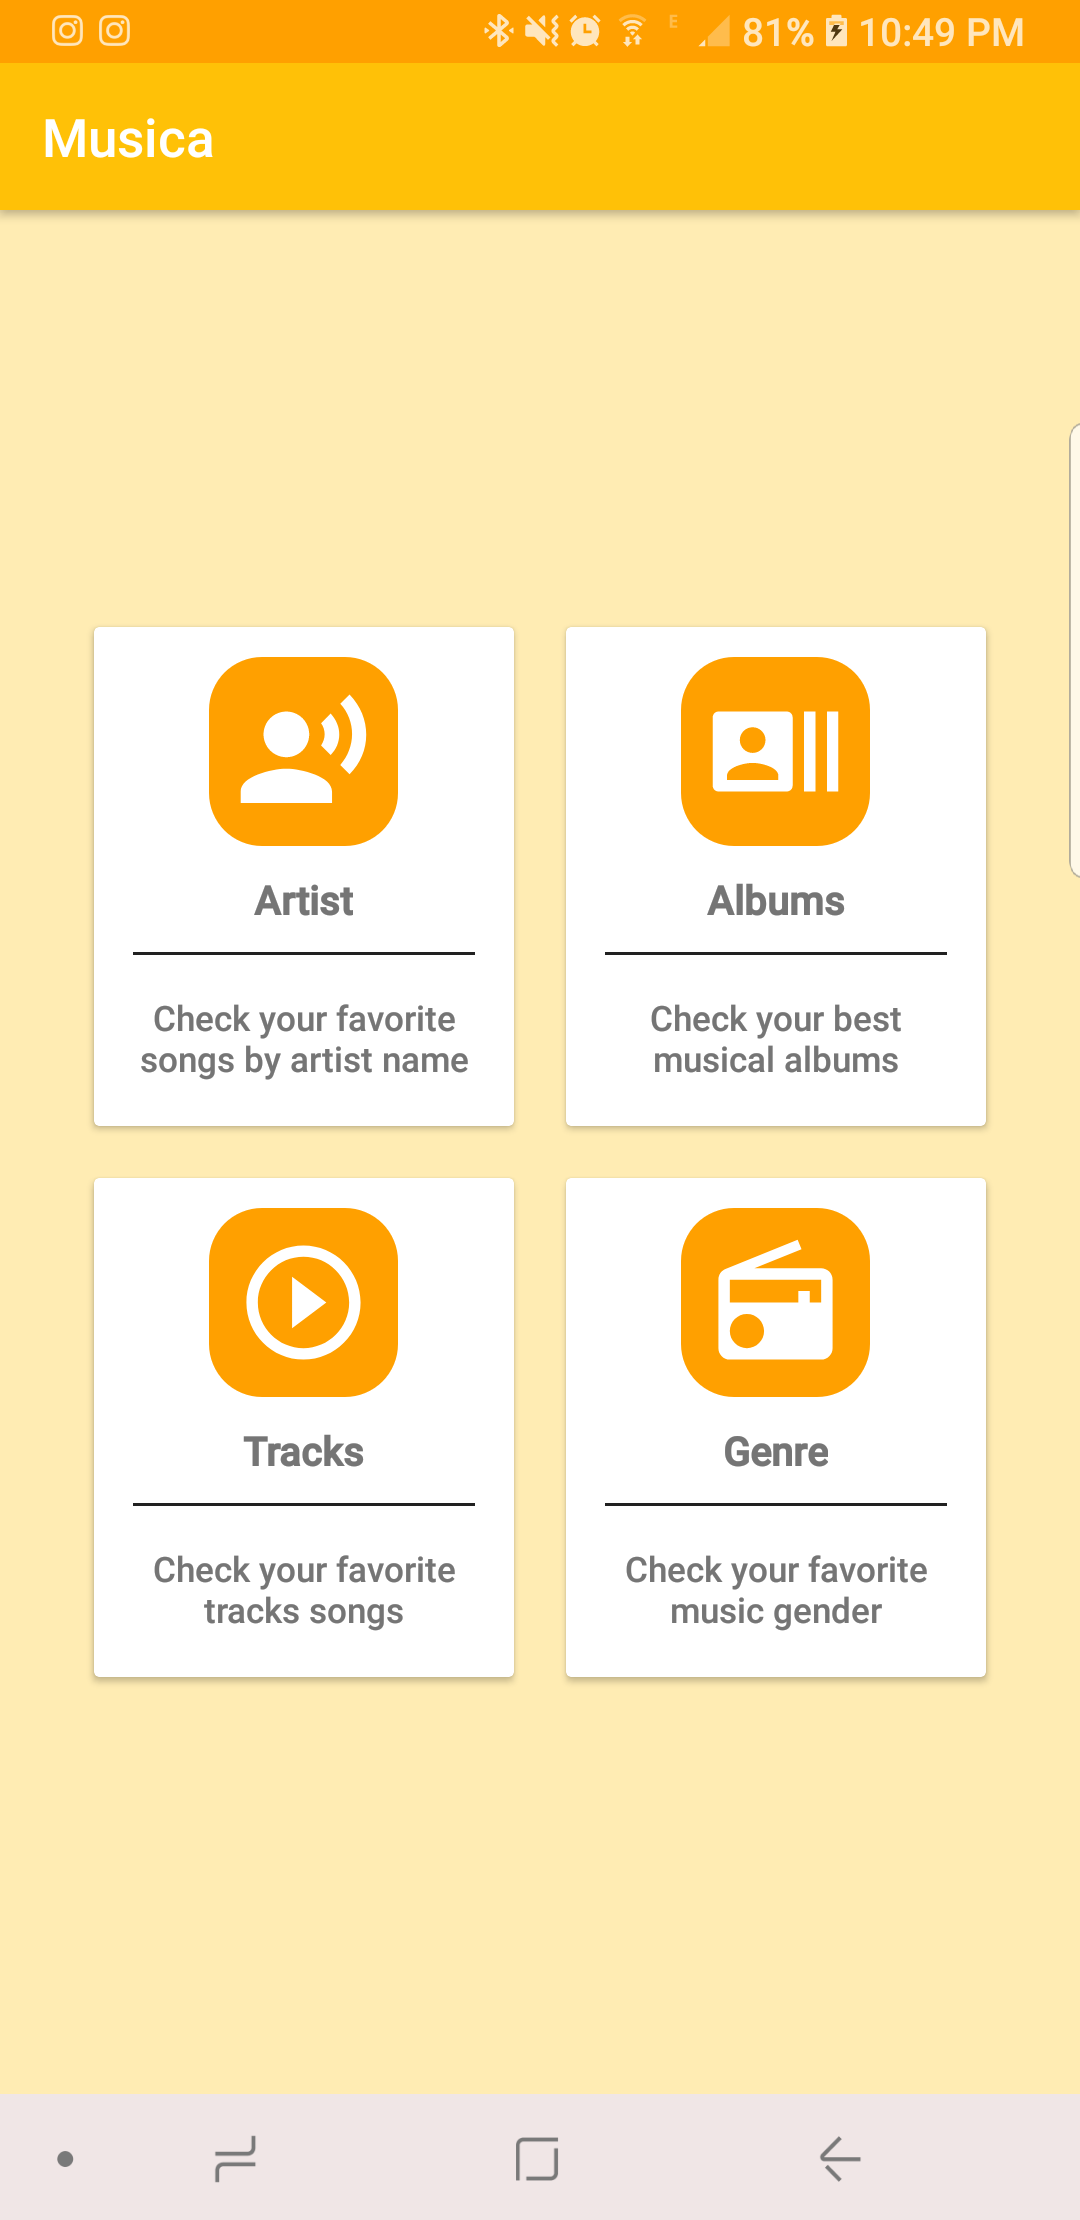 E 81% 10:49 PM
Musica
Artist
Check your favorite
songs by artist name
Albums
Check your best
musical albums
Tracks
Check your favorite
tracks songs
Genre
Check your favorite
music gender